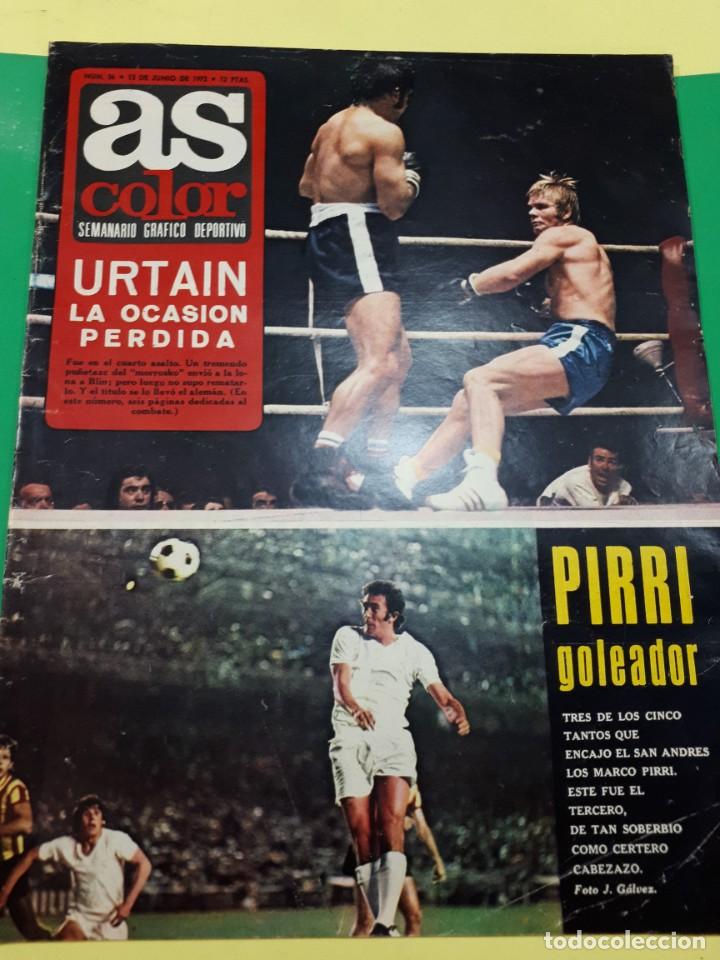 NUM. 56 • 13 DE JUNIO DE 1972 • 12 PTAS.
as
color
SEMANARIO GRAFICO DEPORTIVO
URTAIN
LA OCASION
PERDIDA
Fue en el cuarto asalto. Un tremendo
puñetazc del "morrosko" envió a la lo-
na a Blin; pero luego no supo rematar-
lo. Y el título se lo llevó el alemán. (En
este número, seis páginas dedicadas al
combate.)
PIRRI
goleador
TRES DE LOS CINCO
TANTOS QUE
ENCAJO EL SAN ANDRES
LOS MARCO PIRRI.
ESTE FUE EL
TERCERO,
DE TAN SOBERBIO
COMO CERTERO
CABEZAZO.
Foto J. Gálvez.
todocoleccion.net